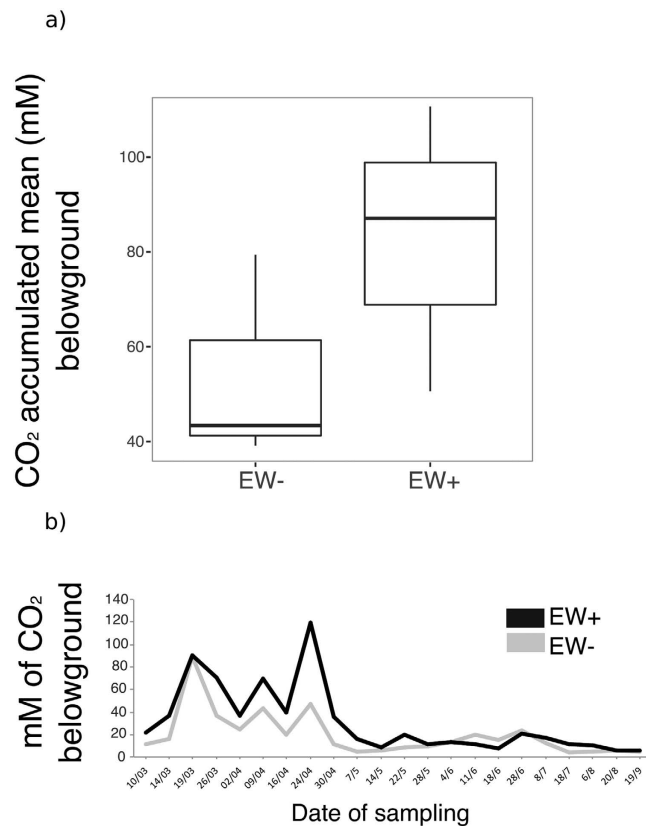 a)
CO₂ accumulated mean (mM)
belowground
100
80
60
40
EW-
EW+
b)
mM of CO₂
belowground
140
120
100
80
60
40
20
0
EW+
EW-
10/03 14/03 19/03 26/03 02/04 09/04 16/04 24/04 30/04 7/5 14/5 22/5 28/5 4/6 11/6 18/6 28/6 8/7 18/7 6/8 20/8 19/9
Date of sampling